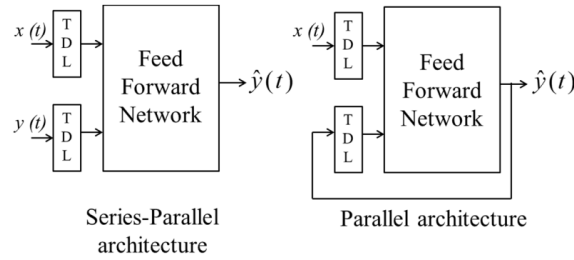 x (t)
T
D
L
y (t)
T
D
L
Feed
Forward
Network
ŷ(t)
Series-Parallel
architecture
x (t)
T
D
L
T
D
L
Feed
Forward
Network
ŷ(t)
Parallel architecture